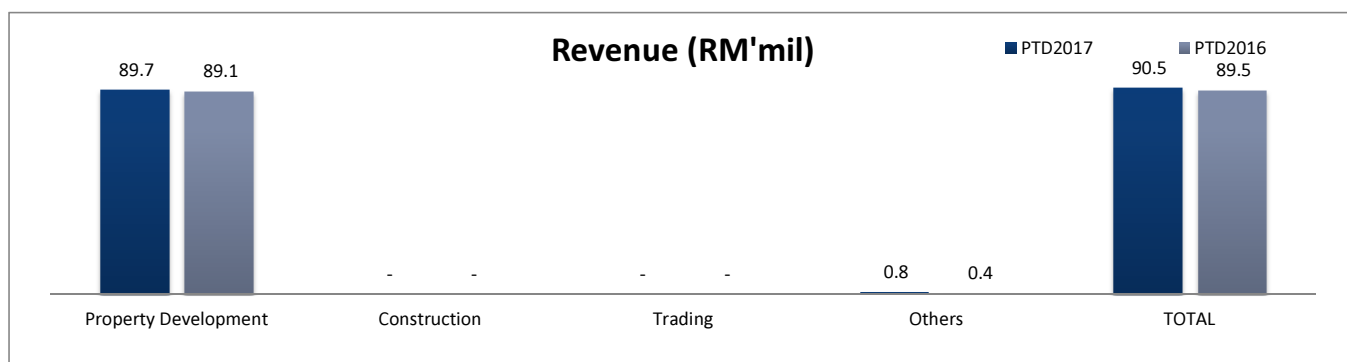 Revenue (RM'mil)
PTD2017 PTD2016
89.7 89.1 - - - - 0.8 0.4 90.5 89.5
Property Development Construction Trading Others TOTAL